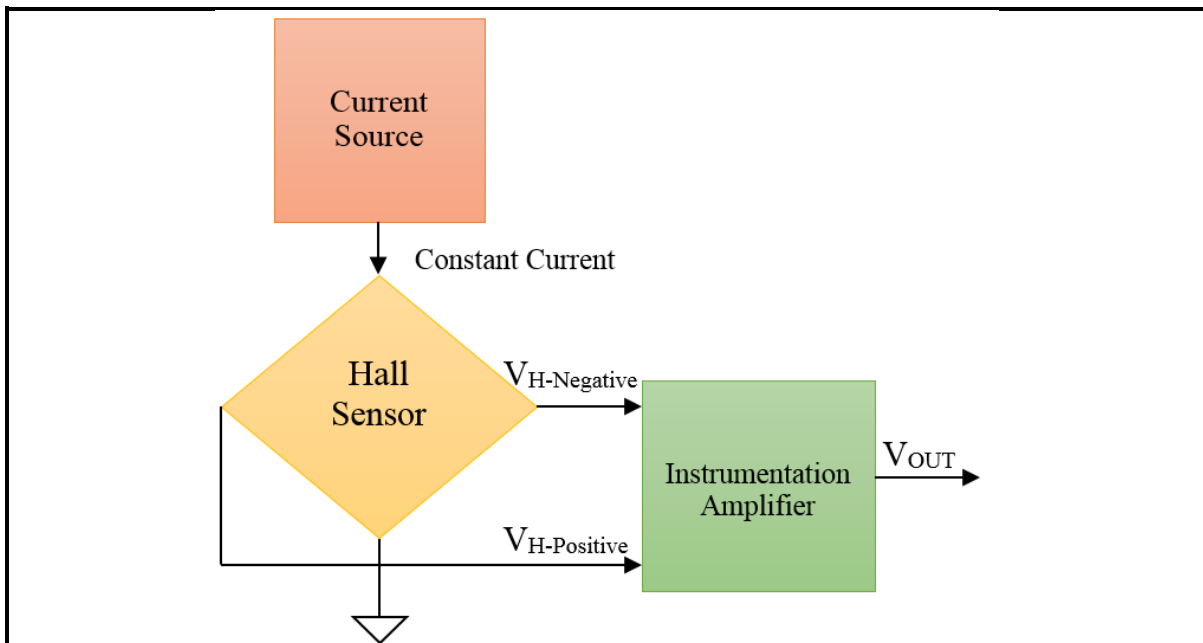 Current
Source
Constant Current
Hall
Sensor
VH-Negative
Instrumentation
Amplifier
VOUT
VH-Positive